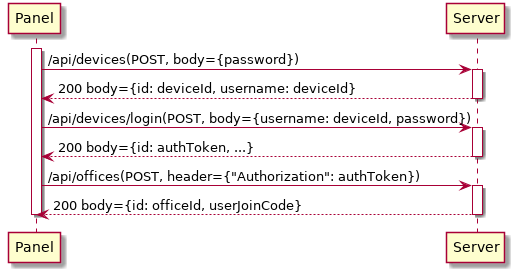 Panel Server
/api/devices(POST, body={password})
200 body={id: deviceId, username: deviceId}
/api/devices/login(POST, body={username: deviceId, password})
200 body={id: authToken, ...}
/api/offices(POST, header={"Authorization": authToken})
200 body={id: officeId, userJoinCode}
Panel Server